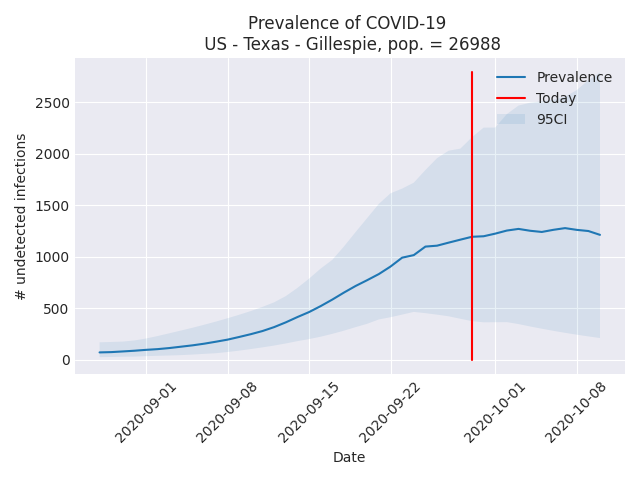 Prevalence of COVID-19
US - Texas - Gillespie, pop. = 26988
Prevalence
Today
95CI
2500
2000
1500
1000
500
0
# undetected infections
2020-09-01
2020-09-08
2020-09-15
2020-09-22
2020-10-01
2020-10-08
Date